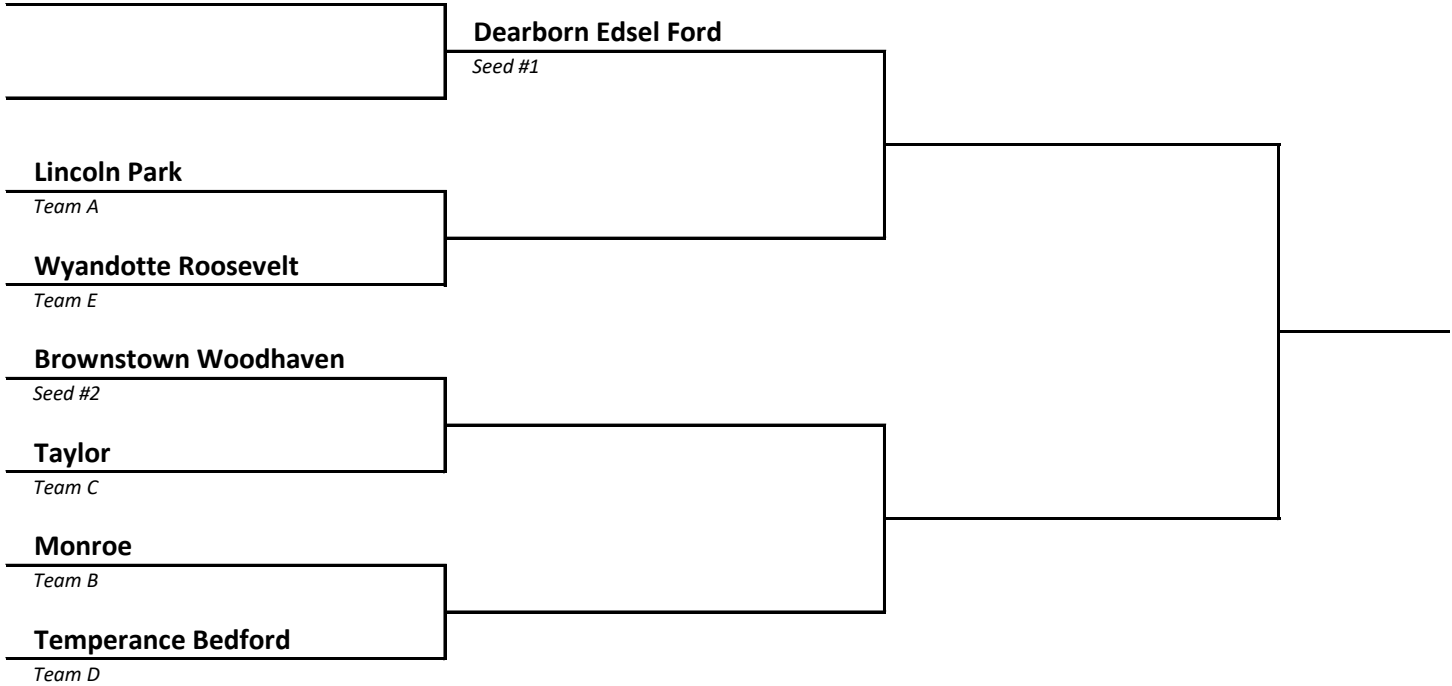 Dearborn Edsel Ford
Seed #1
Lincoln Park
Team A
Wyandotte Roosevelt
Team E
Brownstown Woodhaven
Seed #2
Taylor
Team C
Monroe
Team B
Temperance Bedford
Team D